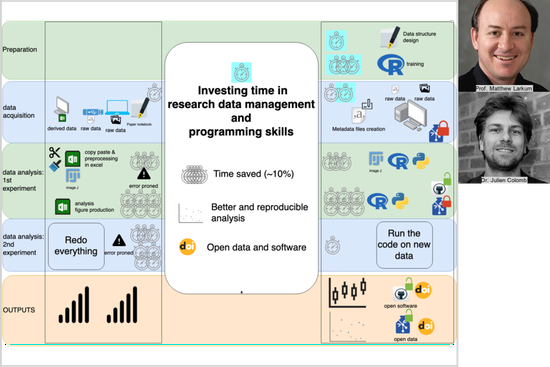 Preparation
Data structure
design
training
data
acquisition
derived data
raw data
raw data
Paper notebook
raw data
raw data
Metadata files creation
data analysis:
1st
experiment
copy paste &
preprocessing
in excel
image J
analysis
figure production
error proned
image J
data analysis:
2nd
experiment
Redo
everything
error proned
Run the
code on new
data
OUTPUTS
doi
open software
doi
open data
Investing time in
research data management
and
programming skills
Time saved (~10%)
Better and reproducible
analysis
doi
Open data and software
Prof. Matthew Larkum
Dr. Julien Colomb